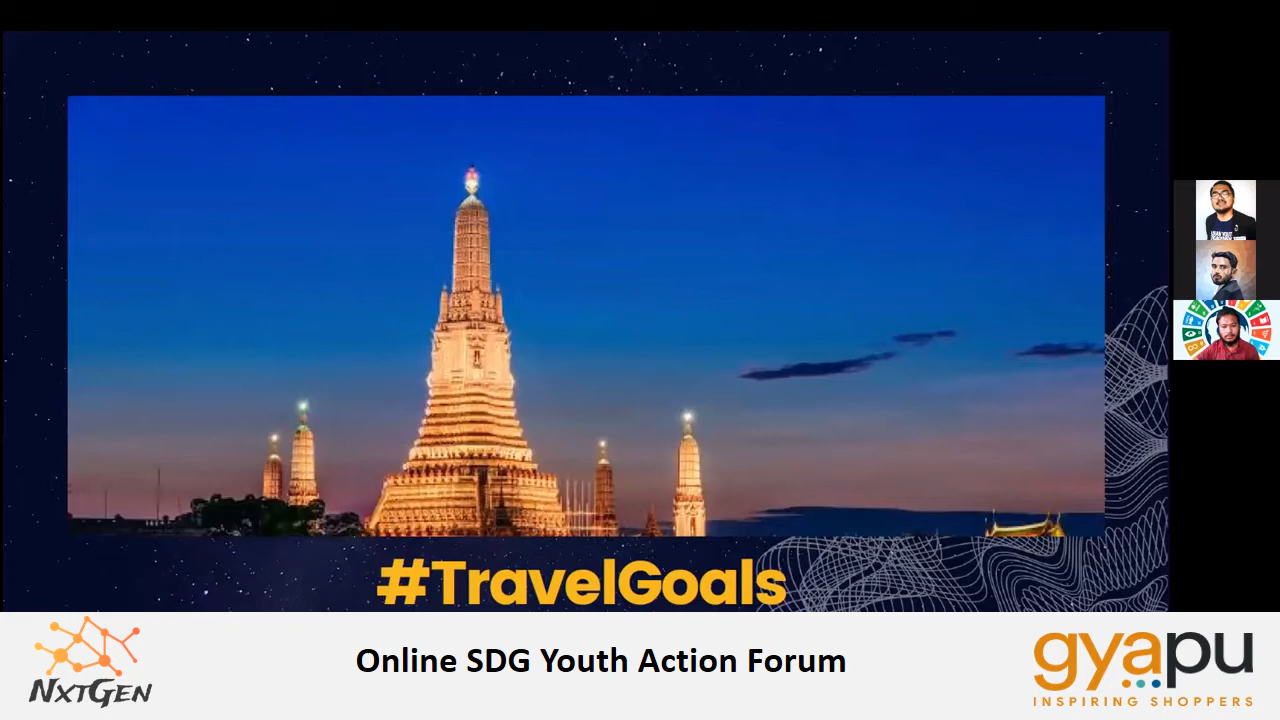 #TravelGoals
NxtGen
Online SDG Youth Action Forum
gyapu
INSPIRING SHOPPERS